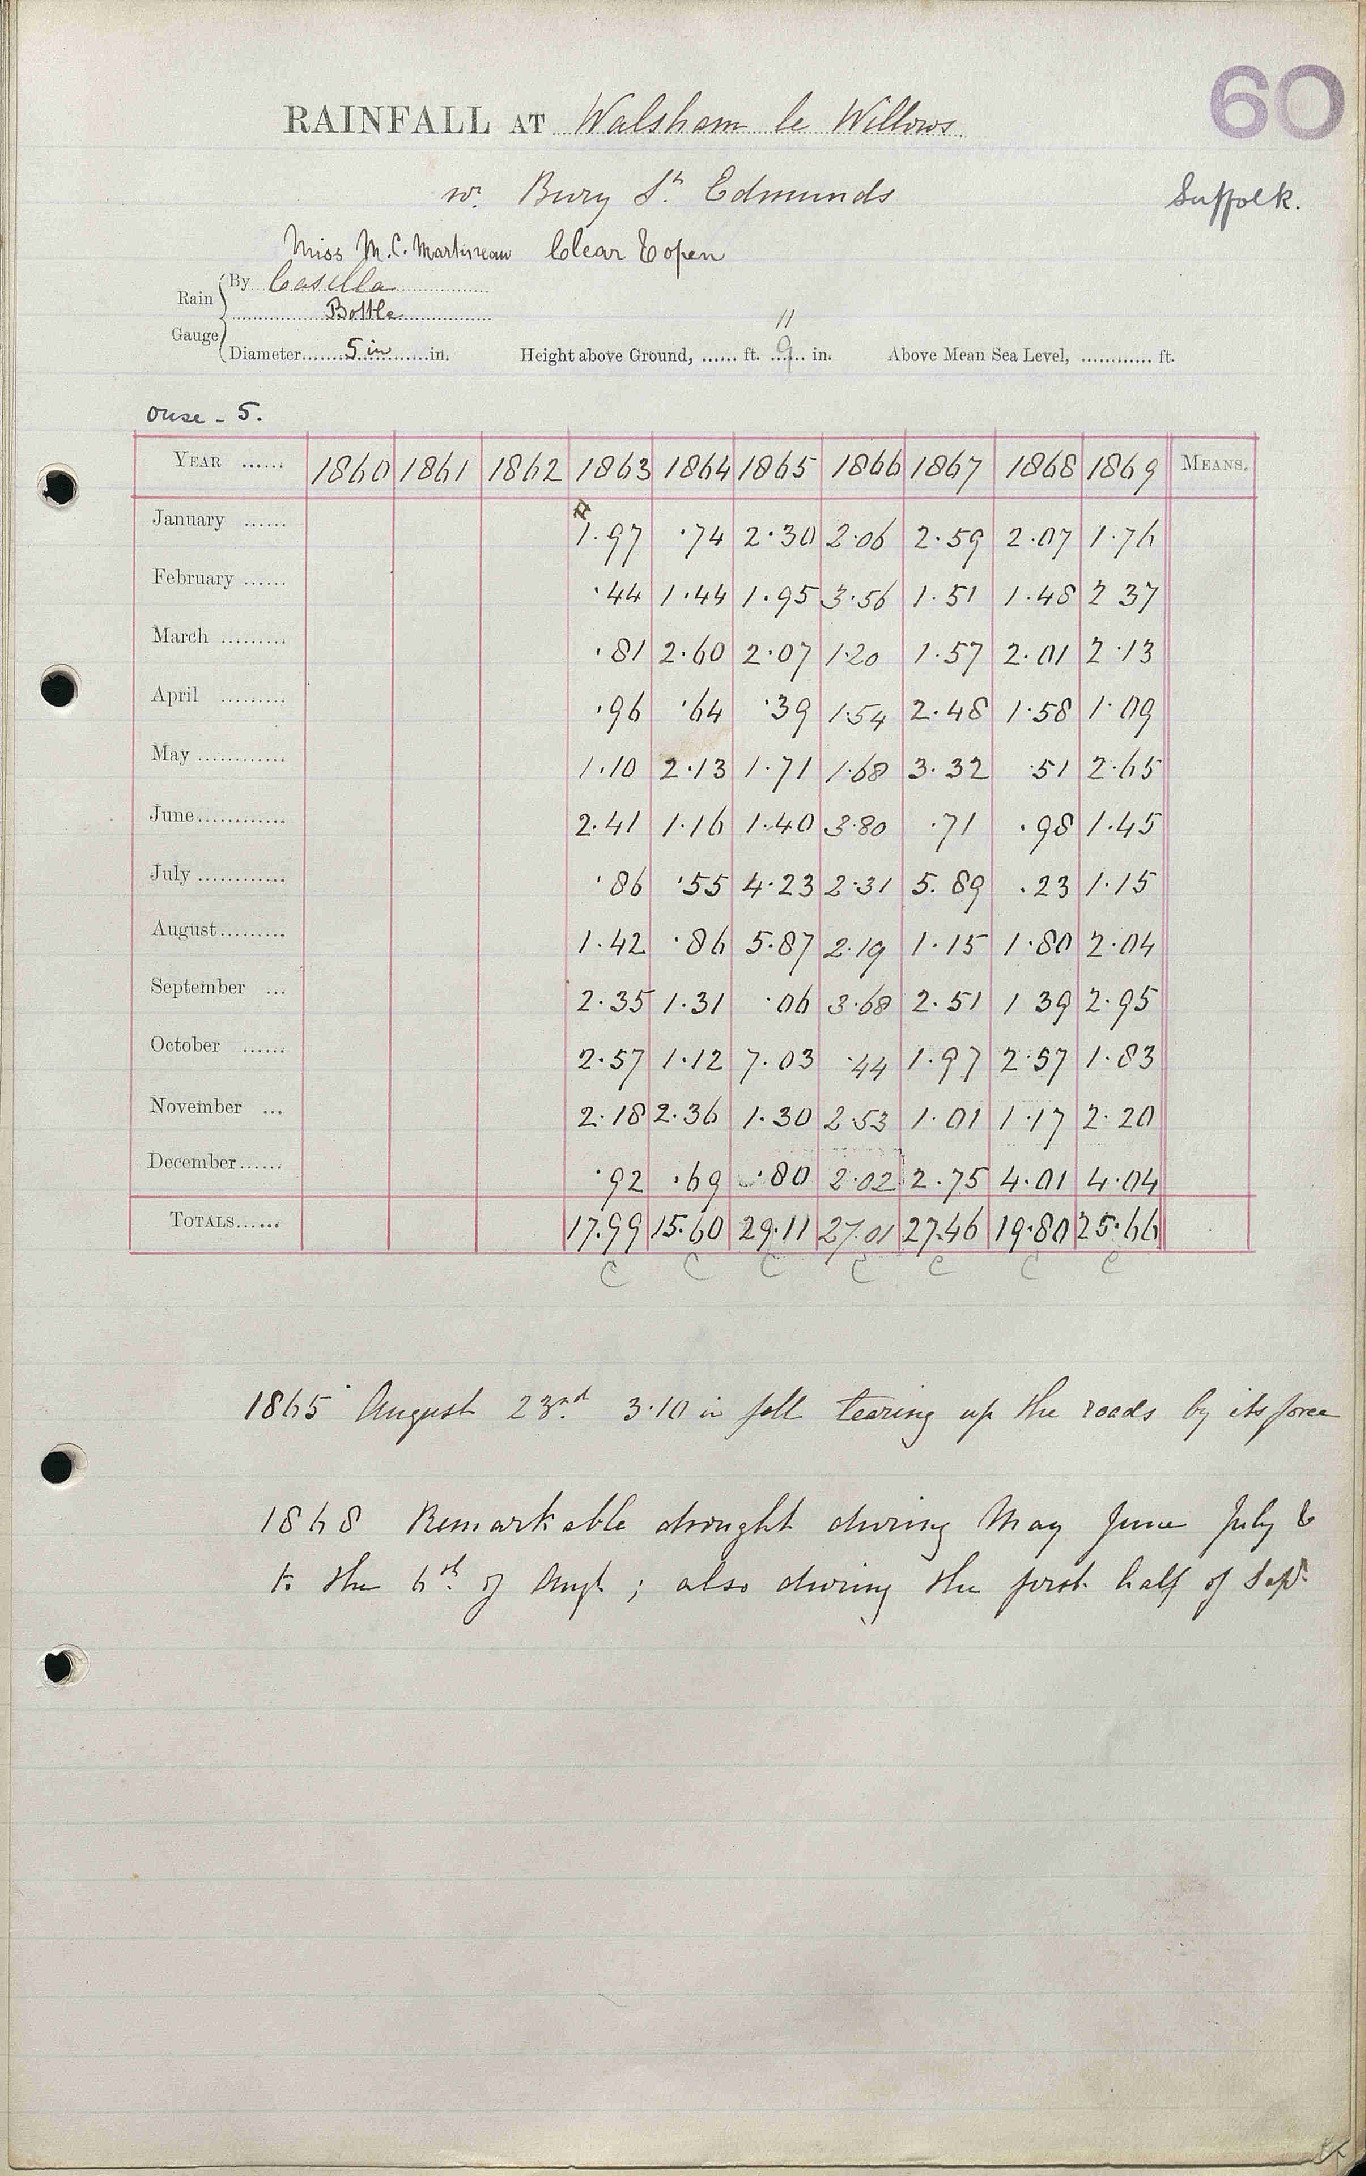 60
RAINFALL AT Walsham le Willows
nr. Bury St. Edmunds
Suffolk.
Miss M. C. Martineau Clear & open
Rain Gauge
By Casella
Bottle
Diameter 5 in in.
Height above Ground, ...... ft. 9 in.
11
Above Mean Sea Level, ............ ft.
Ouse - 5.
YEAR ...... 1860 1861 1862 1863 1864 1865 1866 1867 1868 1869 MEANS.
January ...... 1.97 .74 2.30 2.06 2.59 2.07 1.76
February ...... .44 1.44 1.95 3.56 1.51 1.48 2 37
March ......... .81 2.60 2.07 1.20 1.57 2.01 2.13
April ......... .96 .64 .39 1.54 2.48 1.58 1.09
May ............ 1.10 2.13 1.71 1.68 3.32 .51 2.65
June............ 2.41 1.16 1.40 3.80 .71 .98 1.45
July ............ .86 .55 4.23 2.31 5.89 .23 1.15
August......... 1.42 .86 5.87 2.19 1.15 1.80 2.04
September ... 2.35 1.31 .06 3.68 2.51 1 39 2.95
October ...... 2.57 1.12 7.03 .44 1.97 2.57 1.83
November ... 2.18 2.36 1.30 2.53 1.01 1.17 2.20
December...... .92 .69 .80 2.02 2.75 4.01 4.04
TOTALS...... 17.99 15.60 29.11 27.01 27.46 19.80 25.66
C C C C C C C
1865 August 23rd. 3.10 in fell tearing up the roads by its force
1868 Remarkable drought during May June July &
to the 6th. of Augt ; also during the first half of Sept.